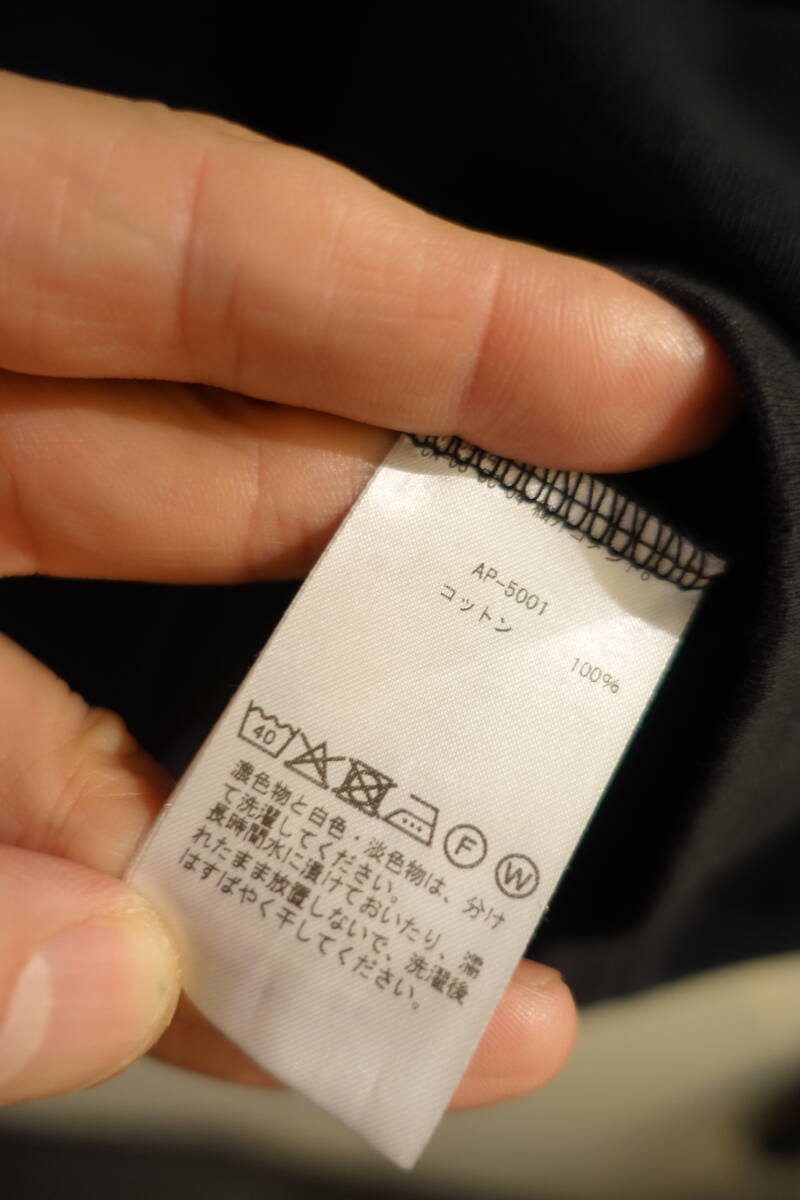 AP-5001
コットン 100%
40 F W
濃色物と白色・淡色物は、分け
て洗濯してください。
長時間水に漬けておいたり、濡
れたまま放置しないで、洗濯後
はすばやく干してください。